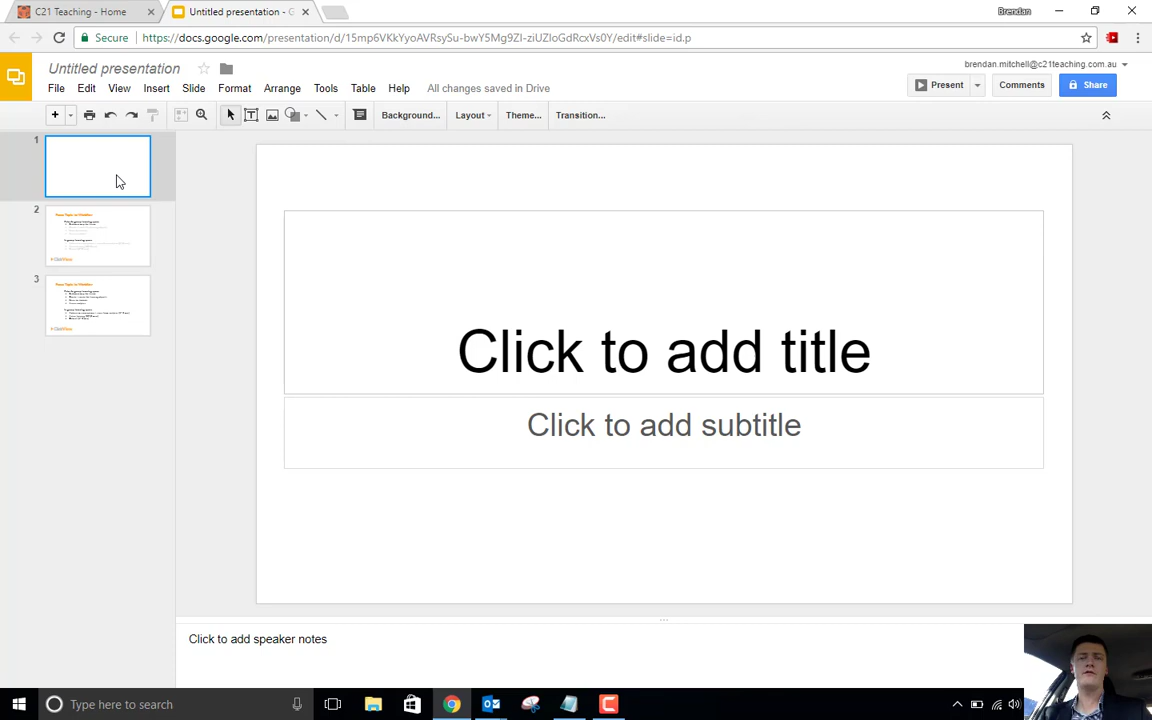 C21 Teaching - Home
Untitled presentation - G
Brendan
Secure
https://docs.google.com/presentation/d/15mp6VKkYyoAVRsySu-bwY5Mg9ZI-ziUZIoGdRcxVs0Y/edit#slide=id.p
Untitled presentation
brendan.mitchell@c21teaching.com.au
File Edit View Insert Slide Format Arrange Tools Table Help All changes saved in Drive
Present Comments Share
Background... Layout Theme... Transition...
1
2
3
Click to add title
Click to add subtitle
Click to add speaker notes
Type here to search